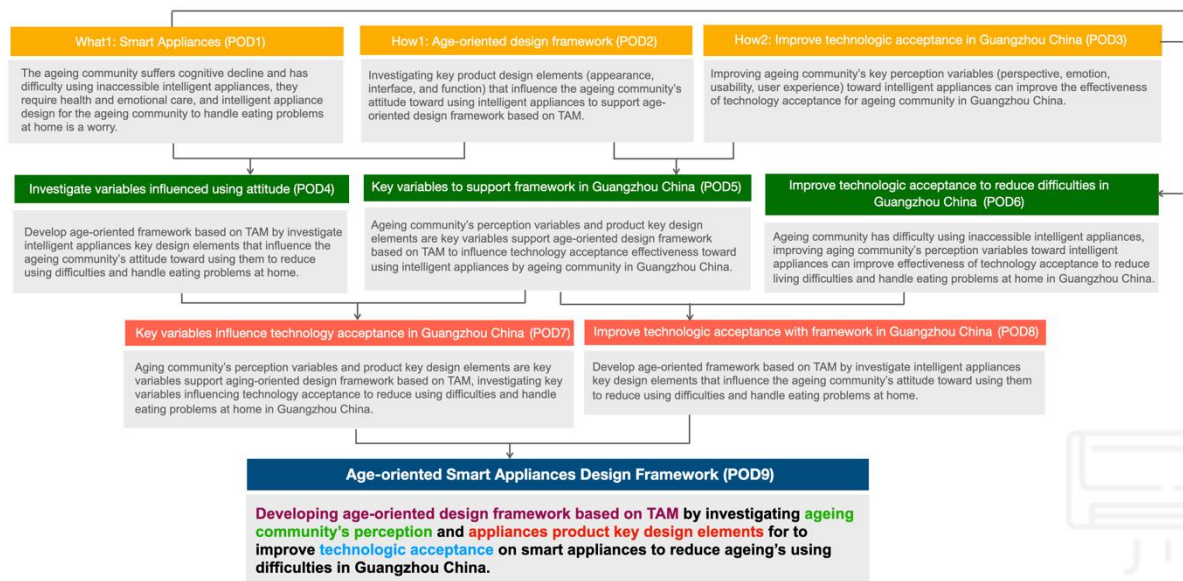 What1: Smart Appliances (POD1)
The ageing community suffers cognitive decline and has
difficulty using inaccessible intelligent appliances, they
require health and emotional care, and intelligent appliance
design for the ageing community to handle eating problems
at home is a worry.
How1: Age-oriented design framework (POD2)
Investigating key product design elements (appearance,
interface, and function) that influence the ageing community's
attitude toward using intelligent appliances to support age-
oriented design framework based on TAM.
How2: Improve technologic acceptance in Guangzhou China (POD3)
Improving ageing community's key perception variables (perspective, emotion,
usability, user experience) toward intelligent appliances can improve the effectiveness
of technology acceptance for ageing community in Guangzhou China.
Investigate variables influenced using attitude (POD4)
Develop age-oriented framework based on TAM by investigate
intelligent appliances key design elements that influence the
ageing community's attitude toward using them to reduce
using difficulties and handle eating problems at home.
Key variables to support framework in Guangzhou China (POD5)
Ageing community's perception variables and product key design
elements are key variables support age-oriented design framework
based on TAM to influence technology acceptance effectiveness toward
using intelligent appliances by ageing community in Guangzhou China.
Improve technologic acceptance to reduce difficulties in
Guangzhou China (POD6)
Ageing community has difficulty using inaccessible intelligent appliances,
improving aging community's perception variables toward intelligent
appliances can improve effectiveness of technology acceptance to reduce
living difficulties and handle eating problems at home in Guangzhou China.
Key variables influence technology acceptance in Guangzhou China (POD7)
Aging community's perception variables and product key design elements are key
variables support aging-oriented design framework based on TAM, investigating key
variables influencing technology acceptance to reduce using difficulties and handle
eating problems at home in Guangzhou China.
Improve technologic acceptance with framework in Guangzhou China (POD8)
Develop age-oriented framework based on TAM by investigate intelligent appliances
key design elements that influence the ageing community's attitude toward using them
to reduce using difficulties and handle eating problems at home.
Age-oriented Smart Appliances Design Framework (POD9)
Developing age-oriented design framework based on TAM by investigating ageing
community's perception and appliances product key design elements for to
improve technologic acceptance on smart appliances to reduce ageing's using
difficulties in Guangzhou China.